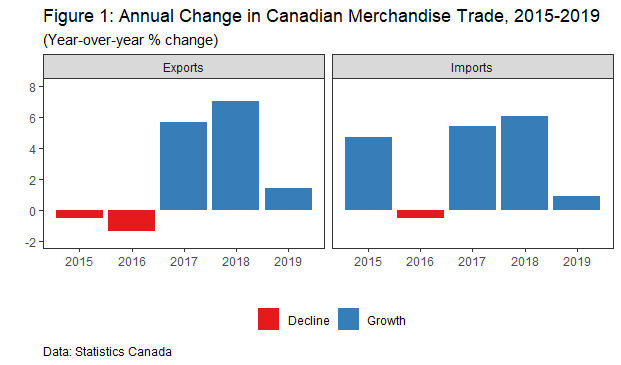 Figure 1: Annual Change in Canadian Merchandise Trade, 2015-2019
(Year-over-year % change)
Exports
Imports
8
6
4
2
0
-2
2015 2016 2017 2018 2019
2015 2016 2017 2018 2019
Decline Growth
Data: Statistics Canada